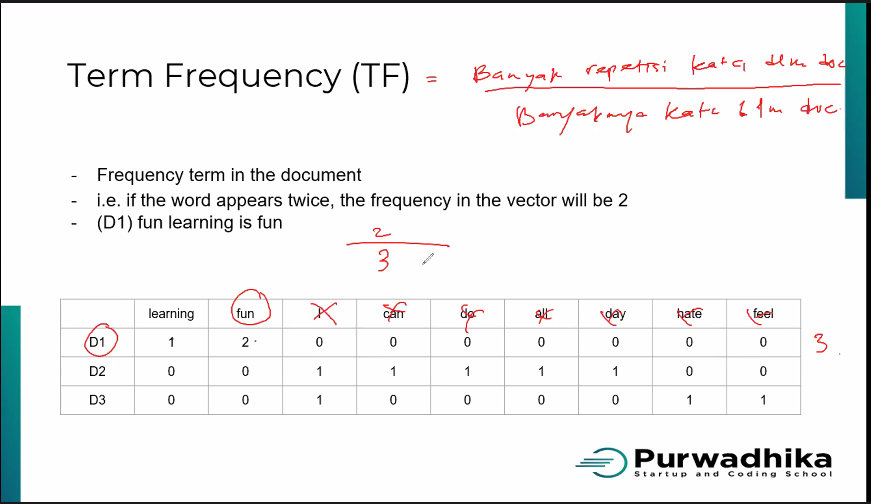 Term Frequency (TF) = Banyak repetisi kata dlm doc
Banyaknya kata dlm doc.
- Frequency term in the document
- i.e. if the word appears twice, the frequency in the vector will be 2
- (D1) fun learning is fun
2
3
learning fun I can do all day hate feel
D1 1 2 0 0 0 0 0 0 0 3
D2 0 0 1 1 1 1 1 0 0
D3 0 0 1 0 0 0 0 1 1
Purwadhika
Startup and Coding School